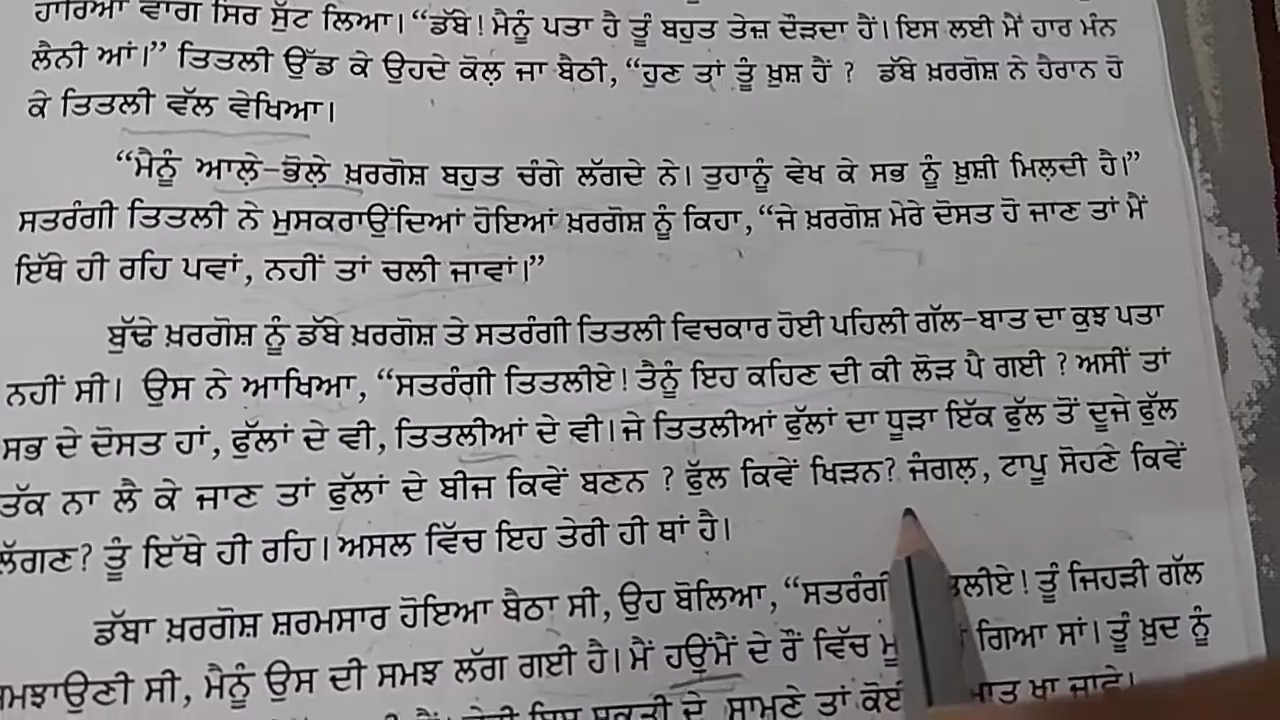 ਹਾਰਿਆ ਵਾਂਗ ਸਿਰ ਸੁੱਟ ਲਿਆ। “ਡੱਬੇ! ਮੈਨੂੰ ਪਤਾ ਹੈ ਤੂੰ ਬਹੁਤ ਤੇਜ਼ ਦੌੜਦਾ ਹੈਂ। ਇਸ ਲਈ ਮੈਂ ਹਾਰ ਮੰਨ
ਲੈਨੀ ਆਂ।” ਤਿਤਲੀ ਉੱਡ ਕੇ ਉਹਦੇ ਕੋਲ਼ ਜਾ ਬੈਠੀ, “ਹੁਣ ਤਾਂ ਤੂੰ ਖ਼ੁਸ਼ ਹੈਂ ? ਡੱਬੇ ਖ਼ਰਗੋਸ਼ ਨੇ ਹੈਰਾਨ ਹੋ
ਕੇ ਤਿਤਲੀ ਵੱਲ ਵੇਖਿਆ।
“ਮੈਨੂੰ ਆਲ਼ੇ-ਭੋਲ਼ੇ ਖ਼ਰਗੋਸ਼ ਬਹੁਤ ਚੰਗੇ ਲੱਗਦੇ ਨੇ। ਤੁਹਾਨੂੰ ਵੇਖ ਕੇ ਸਭ ਨੂੰ ਖ਼ੁਸ਼ੀ ਮਿਲ਼ਦੀ ਹੈ।”
ਸਤਰੰਗੀ ਤਿਤਲੀ ਨੇ ਮੁਸਕਰਾਉਂਦਿਆਂ ਹੋਇਆਂ ਖ਼ਰਗੋਸ਼ ਨੂੰ ਕਿਹਾ, “ਜੇ ਖ਼ਰਗੋਸ਼ ਮੇਰੇ ਦੋਸਤ ਹੋ ਜਾਣ ਤਾਂ ਮੈਂ
ਇੱਥੇ ਹੀ ਰਹਿ ਪਵਾਂ, ਨਹੀਂ ਤਾਂ ਚਲੀ ਜਾਵਾਂ।”
ਬੁੱਢੇ ਖ਼ਰਗੋਸ਼ ਨੂੰ ਡੱਬੇ ਖ਼ਰਗੋਸ਼ ਤੇ ਸਤਰੰਗੀ ਤਿਤਲੀ ਵਿਚਕਾਰ ਹੋਈ ਪਹਿਲੀ ਗੱਲ-ਬਾਤ ਦਾ ਕੁਝ ਪਤਾ
ਨਹੀਂ ਸੀ। ਉਸ ਨੇ ਆਖਿਆ, “ਸਤਰੰਗੀ ਤਿਤਲੀਏ! ਤੈਨੂੰ ਇਹ ਕਹਿਣ ਦੀ ਕੀ ਲੋੜ ਪੈ ਗਈ ? ਅਸੀਂ ਤਾਂ
ਸਭ ਦੇ ਦੋਸਤ ਹਾਂ, ਫੁੱਲਾਂ ਦੇ ਵੀ, ਤਿਤਲੀਆਂ ਦੇ ਵੀ। ਜੇ ਤਿਤਲੀਆਂ ਫੁੱਲਾਂ ਦਾ ਧੂੜਾ ਇੱਕ ਫੁੱਲ ਤੋਂ ਦੂਜੇ ਫੁੱਲ
ਤੱਕ ਨਾ ਲੈ ਕੇ ਜਾਣ ਤਾਂ ਫੁੱਲਾਂ ਦੇ ਬੀਜ ਕਿਵੇਂ ਬਣਨ ? ਫੁੱਲ ਕਿਵੇਂ ਖਿੜਨ? ਜੰਗਲ਼, ਟਾਪੂ ਸੋਹਣੇ ਕਿਵੇਂ
ਲੱਗਣ? ਤੂੰ ਇੱਥੇ ਹੀ ਰਹਿ। ਅਸਲ ਵਿੱਚ ਇਹ ਤੇਰੀ ਹੀ ਥਾਂ ਹੈ।
ਡੱਬਾ ਖ਼ਰਗੋਸ਼ ਸ਼ਰਮਸਾਰ ਹੋਇਆ ਬੈਠਾ ਸੀ, ਉਹ ਬੋਲਿਆ, “ਸਤਰੰਗੀ ਤੂੰ ਜਿਹੜੀ ਗੱਲ
ਸਮਝਾਉਣੀ ਸੀ, ਮੈਨੂੰ ਉਸ ਦੀ ਸਮਝ ਲੱਗ ਗਈ ਹੈ। ਮੈਂ ਹਉਂਮੈਂ ਦੇ ਰੌਂ ਵਿੱਚ ਗਿਆ ਸਾਂ। ਤੂੰ ਖ਼ੁਦ ਨੂੰ
ਸਾਮਣੇ ਤਾਂ ਖਾ ਜਾਵੇ।